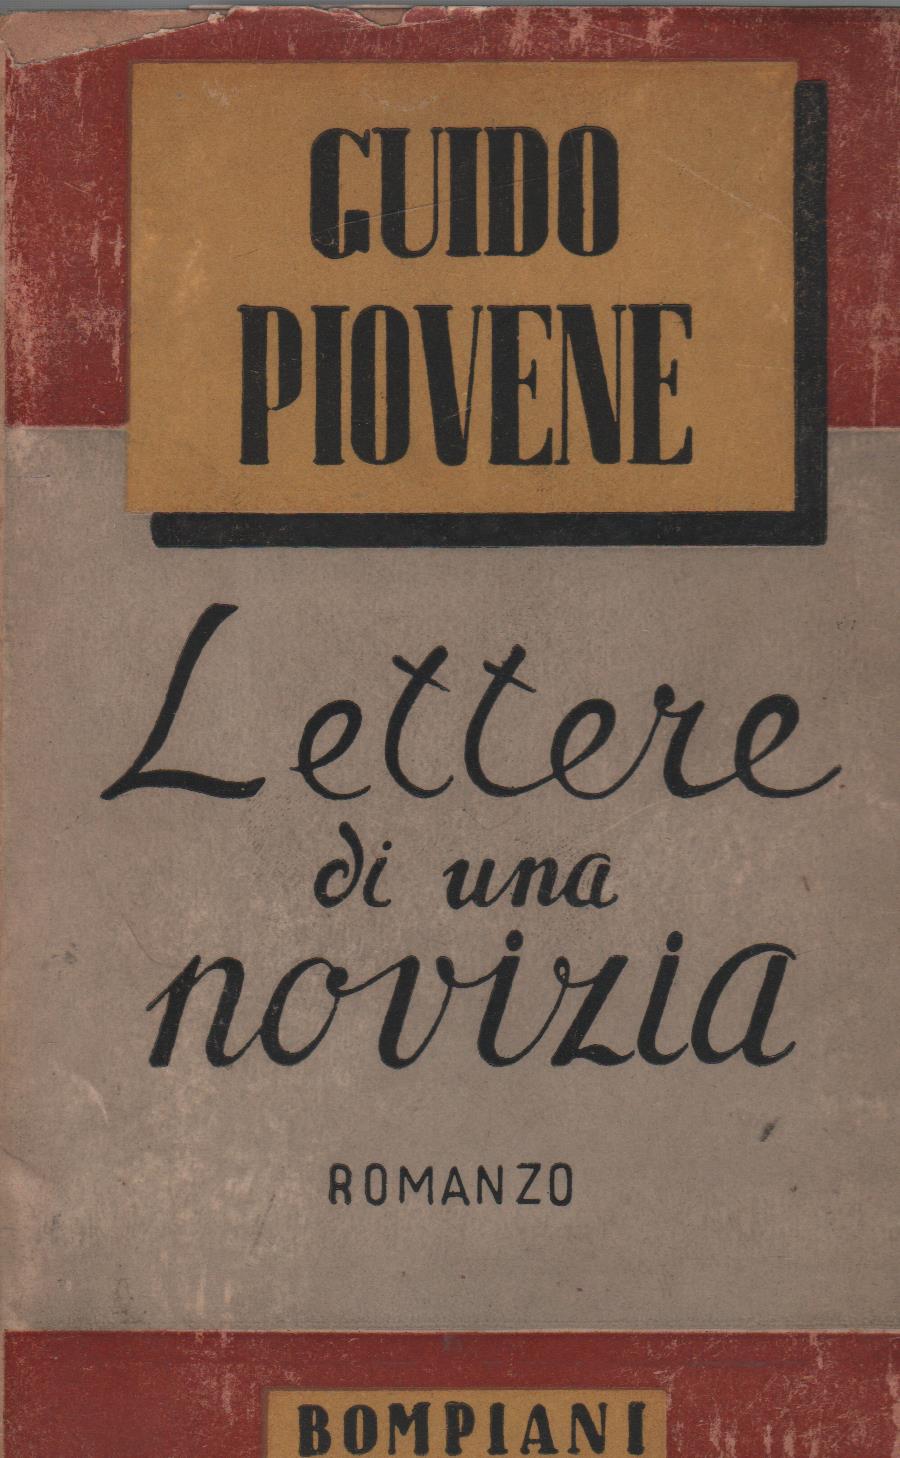 GUIDO
PIOVENE
Lettere
di una
novizia
ROMANZO
BOMPIANI